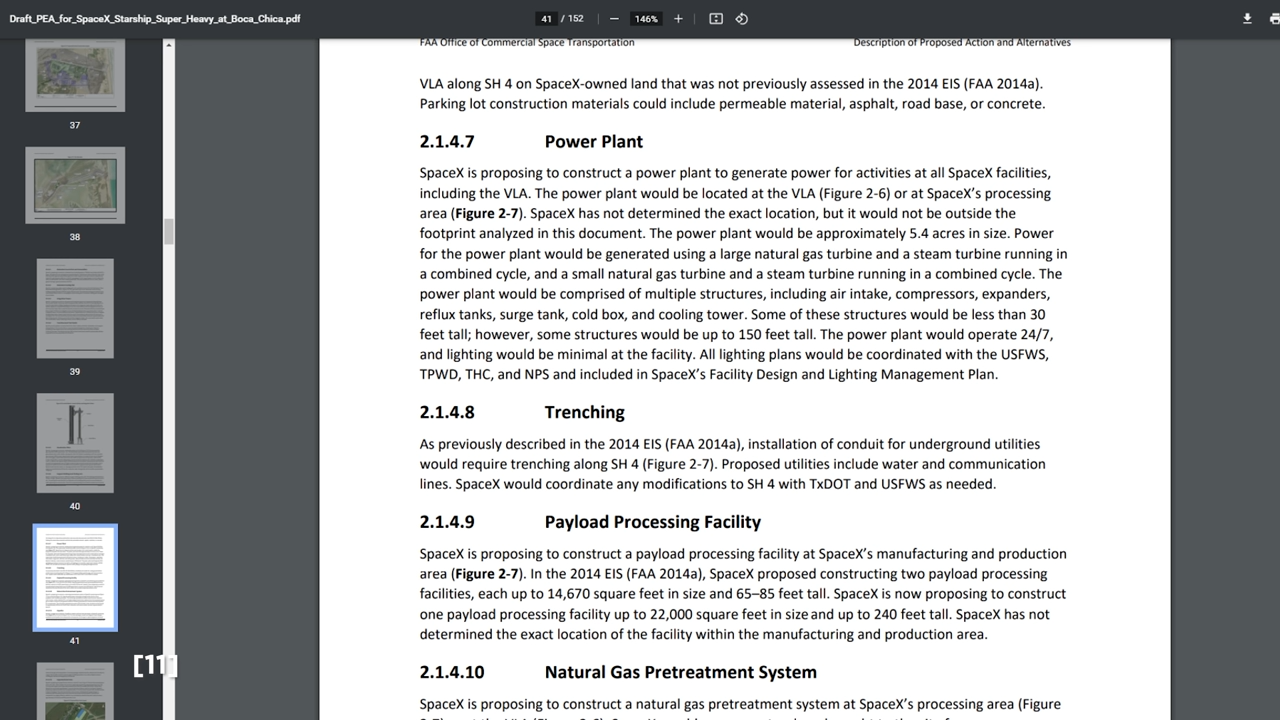 Draft_PEA_for_SpaceX_Starship_Super_Heavy_at_Boca_Chica.pdf
41 / 152
146%
37
38
39
40
41
[11]
FAA Office of Commercial Space Transportation
Description of Proposed Action and Alternatives
VLA along SH 4 on SpaceX-owned land that was not previously assessed in the 2014 EIS (FAA 2014a).
Parking lot construction materials could include permeable material, asphalt, road base, or concrete.
2.1.4.7 Power Plant
SpaceX is proposing to construct a power plant to generate power for activities at all SpaceX facilities,
including the VLA. The power plant would be located at the VLA (Figure 2-6) or at SpaceX's processing
area (Figure 2-7). SpaceX has not determined the exact location, but it would not be outside the
footprint analyzed in this document. The power plant would be approximately 5.4 acres in size. Power
for the power plant would be generated using a large natural gas turbine and a steam turbine running in
a combined cycle, and a small natural gas turbine and a steam turbine running in a combined cycle. The
power plant would be comprised of multiple structures, including air intake, compressors, expanders,
reflux tanks, surge tank, cold box, and cooling tower. Some of these structures would be less than 30
feet tall; however, some structures would be up to 150 feet tall. The power plant would operate 24/7,
and lighting would be minimal at the facility. All lighting plans would be coordinated with the USFWS,
TPWD, THC, and NPS and included in SpaceX's Facility Design and Lighting Management Plan.
2.1.4.8 Trenching
As previously described in the 2014 EIS (FAA 2014a), installation of conduit for underground utilities
would require trenching along SH 4 (Figure 2-7). Proposed utilities include water and communication
lines. SpaceX would coordinate any modifications to SH 4 with TxDOT and USFWS as needed.
2.1.4.9 Payload Processing Facility
SpaceX is proposing to construct a payload processing facility at SpaceX's manufacturing and production
area (Figure 2-7). In the 2014 EIS (FAA 2014a), SpaceX proposed constructing two payload processing
facilities, each up to 14,670 square feet in size and 65–85 feet tall. SpaceX is now proposing to construct
one payload processing facility up to 22,000 square feet in size and up to 240 feet tall. SpaceX has not
determined the exact location of the facility within the manufacturing and production area.
2.1.4.10 Natural Gas Pretreatment System
SpaceX is proposing to construct a natural gas pretreatment system at SpaceX's processing area (Figure